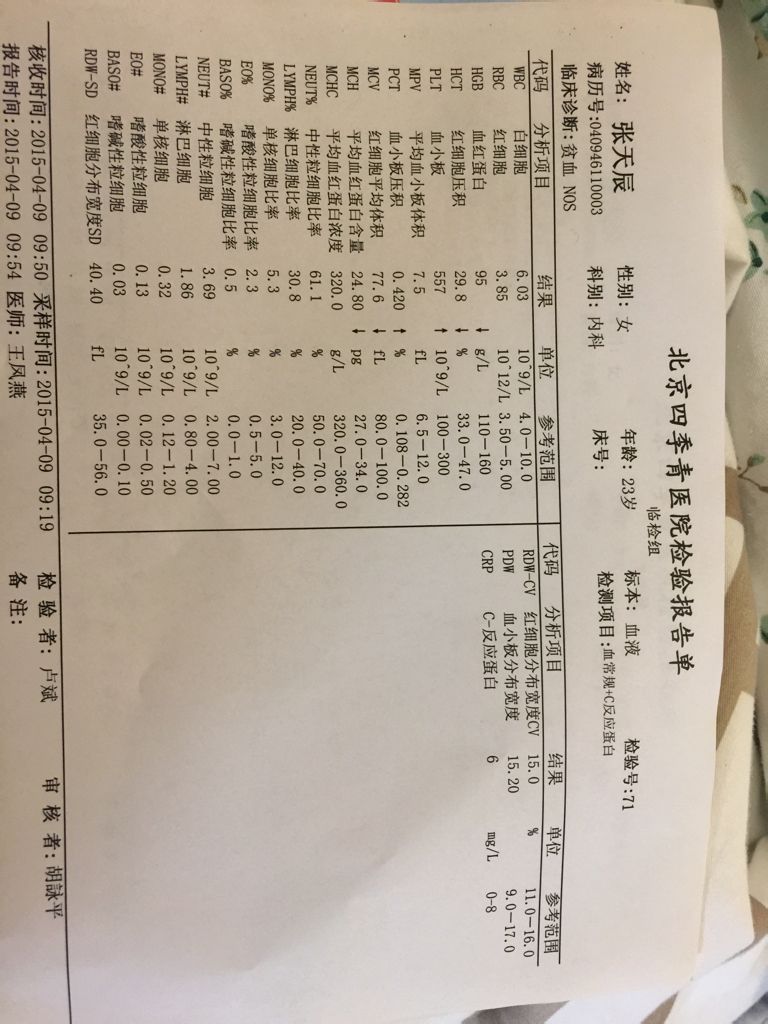 北京四季青医院检验报告单
临检组
姓名: 张天辰 性别: 女 年龄: 23岁 标本: 血液 检验号:71
病历号:040946110003 科别: 内科 床号: 检测项目:血常规+C反应蛋白
临床诊断:贫血 NOS
代码 分析项目 结果 单位 参考范围
WBC 白细胞 6.03 10^9/L 4.0—10.0
RBC 红细胞 3.85 10^12/L 3.50—5.00
HGB 血红蛋白 95 ↓ g/L 110—160
HCT 红细胞压积 29.8 ↓ % 33.0—47.0
PLT 血小板 557 ↑ 10^9/L 100—300
MPV 平均血小板体积 7.5 fL 6.5—12.0
PCT 血小板压积 0.420 ↑ % 0.108—0.282
MCV 红细胞平均体积 77.6 ↓ fL 80.0—100.0
MCH 平均血红蛋白含量 24.80 ↓ pg 27.0—34.0
MCHC 平均血红蛋白浓度 320.0 g/L 320.0—360.0
NEUT% 中性粒细胞比率 61.1 % 50.0—70.0
LYMPH% 淋巴细胞比率 30.8 % 20.0—40.0
MONO% 单核细胞比率 5.3 % 3.0—12.0
EO% 嗜酸性粒细胞比率 2.3 % 0.5—5.0
BASO% 嗜碱性粒细胞比率 0.5 % 0.0—1.0
NEUT# 中性粒细胞 3.69 10^9/L 2.00—7.00
LYMPH# 淋巴细胞 1.86 10^9/L 0.80—4.00
MONO# 单核细胞 0.32 10^9/L 0.12—1.20
EO# 嗜酸性粒细胞 0.13 10^9/L 0.02—0.50
BASO# 嗜碱性粒细胞 0.03 10^9/L 0.00—0.10
RDW-SD 红细胞分布宽度SD 40.40 fL 35.0—56.0
代码 分析项目 结果 单位 参考范围
RDW-CV 红细胞分布宽度CV 15.0 % 11.0—16.0
PDW 血小板分布宽度 15.20 9.0—17.0
CRP C-反应蛋白 6 mg/L 0-8
核收时间:2015-04-09 09:50 采样时间:2015-04-09 09:19 检 验 者: 卢斌 审 核 者:胡詠平
报告时间:2015-04-09 09:54 医师: 王凤燕 备 注: